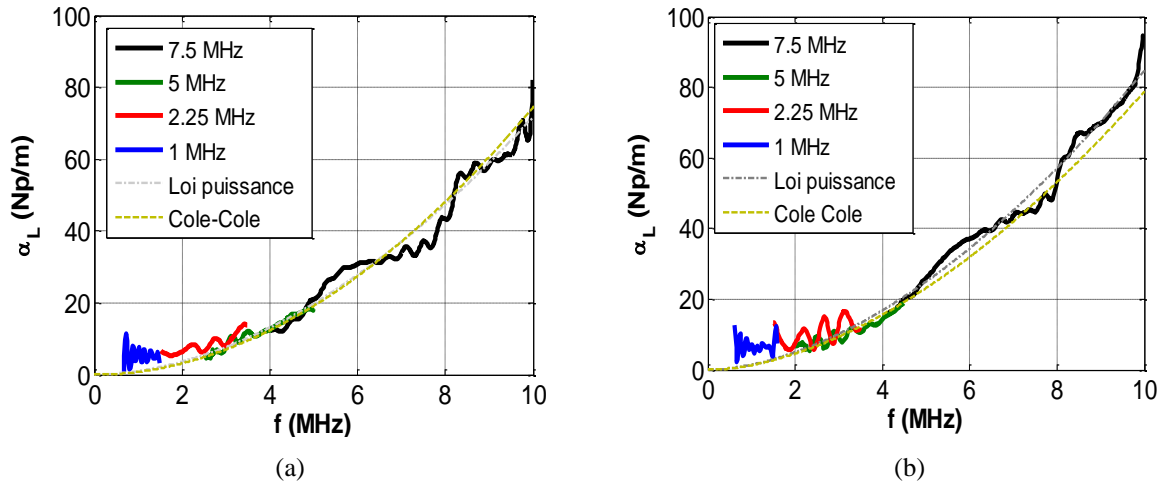 100
80
60
40
20
0
α_L (Np/m)
7.5 MHz
5 MHz
2.25 MHz
1 MHz
Loi puissance
Cole-Cole
0 2 4 6 8 10
f (MHz)
(a)
100
80
60
40
20
0
α_L (Np/m)
7.5 MHz
5 MHz
2.25 MHz
1 MHz
Loi puissance
Cole Cole
0 2 4 6 8 10
f (MHz)
(b)